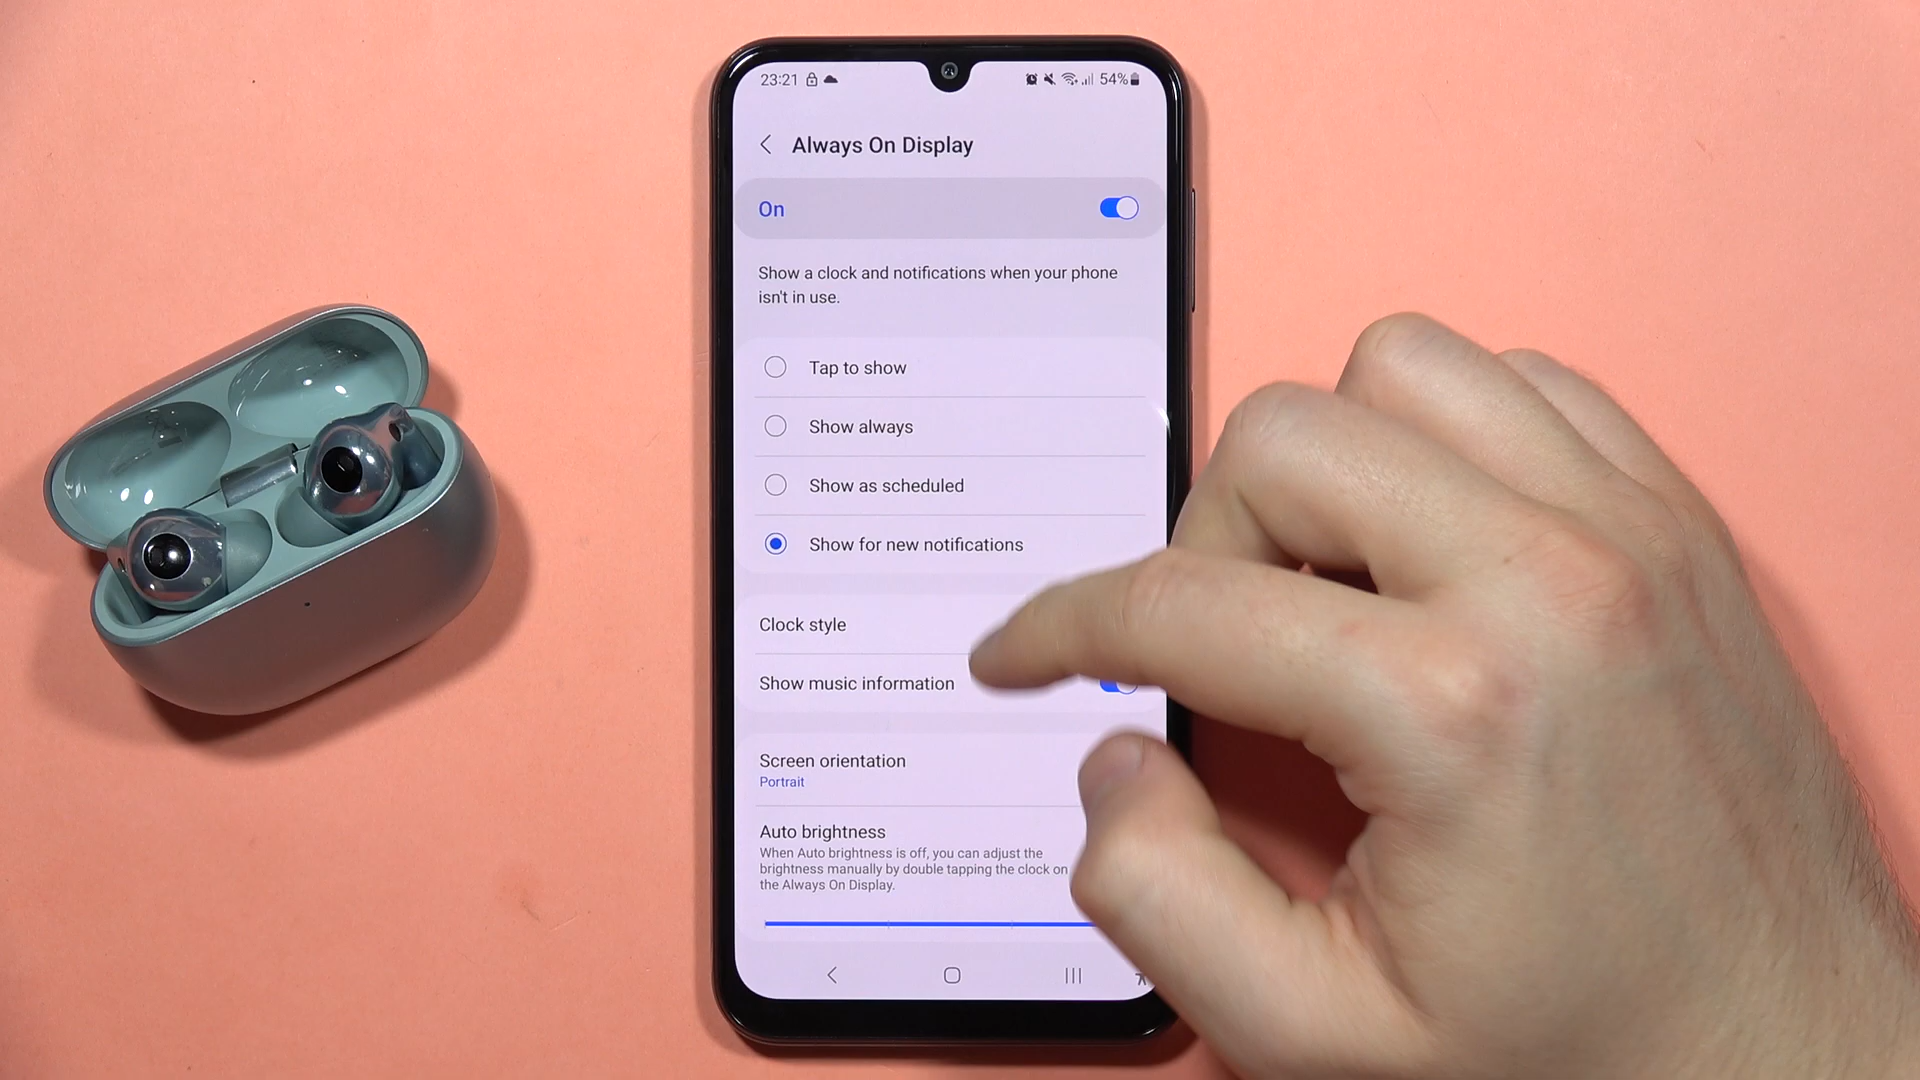 23:21
54%
Always On Display
On
Show a clock and notifications when your phone
isn't in use.
Tap to show
Show always
Show as scheduled
Show for new notifications
Clock style
Show music information
Screen orientation
Portrait
Auto brightness
When Auto brightness is off, you can adjust the
brightness manually by double tapping the clock on
the Always On Display.